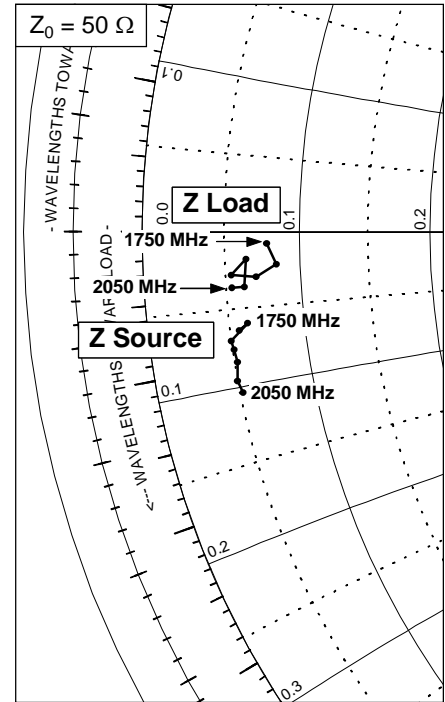 Z0 = 50 Ω
0.1
- WAVELENGTHS TOWA
0.0
Z Load
0.1
0.2
1750 MHz
ARD LOAD -
2050 MHz
Z Source
1750 MHz
0.1
2050 MHz
<--- WAVELENGTHS
0.2
0.3